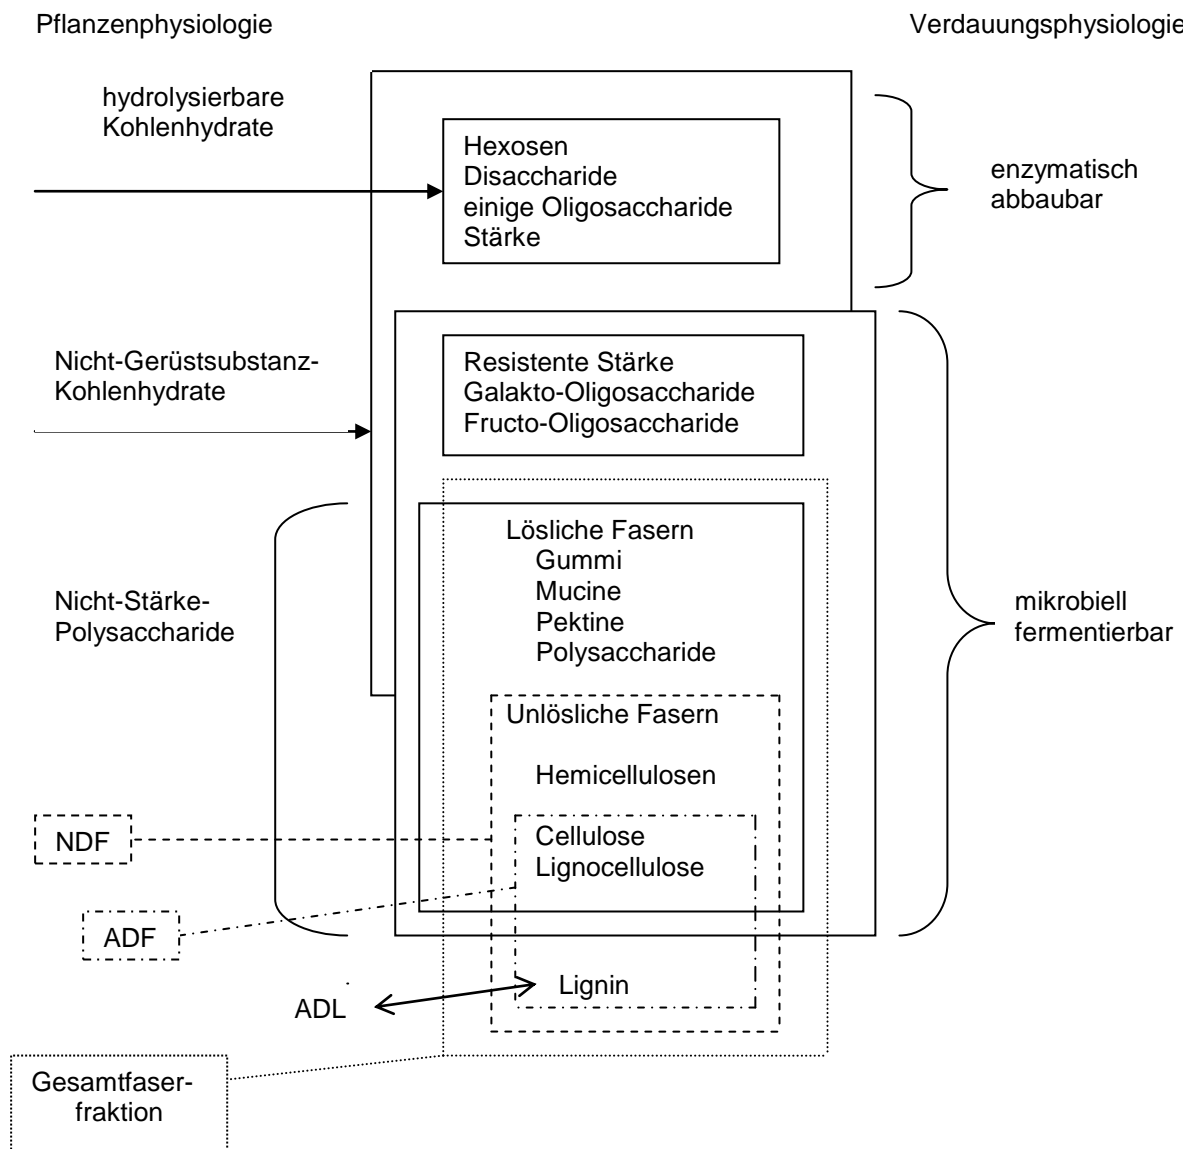 Pflanzenphysiologie
Verdauungsphysiologie
hydrolysierbare
Kohlenhydrate
Hexosen
Disaccharide
einige Oligosaccharide
Stärke
enzymatisch
abbaubar
Nicht-Gerüstsubstanz-
Kohlenhydrate
Resistente Stärke
Galakto-Oligosaccharide
Fructo-Oligosaccharide
Nicht-Stärke-
Polysaccharide
Lösliche Fasern
Gummi
Mucine
Pektine
Polysaccharide
mikrobiell
fermentierbar
Unlösliche Fasern
Hemicellulosen
NDF
Cellulose
Lignocellulose
ADF
Lignin
ADL
Gesamtfaser-
fraktion